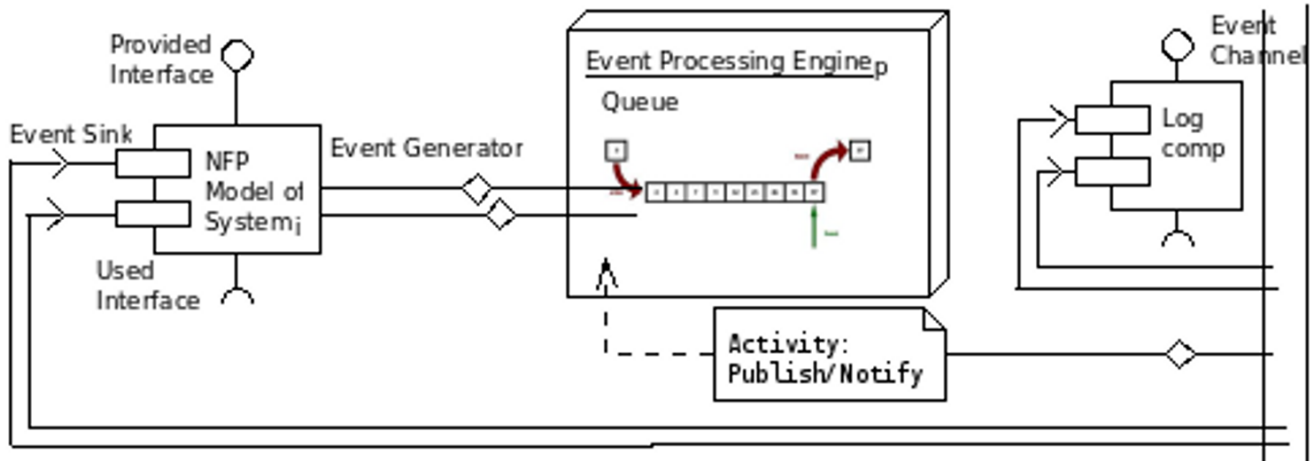 Provided
Interface
Event Sink
NFP
Model of
System i
Used
Interface
Event Generator
Event Processing Engine p
Queue
Activity:
Publish/Notify
Event
Channel
Log
comp